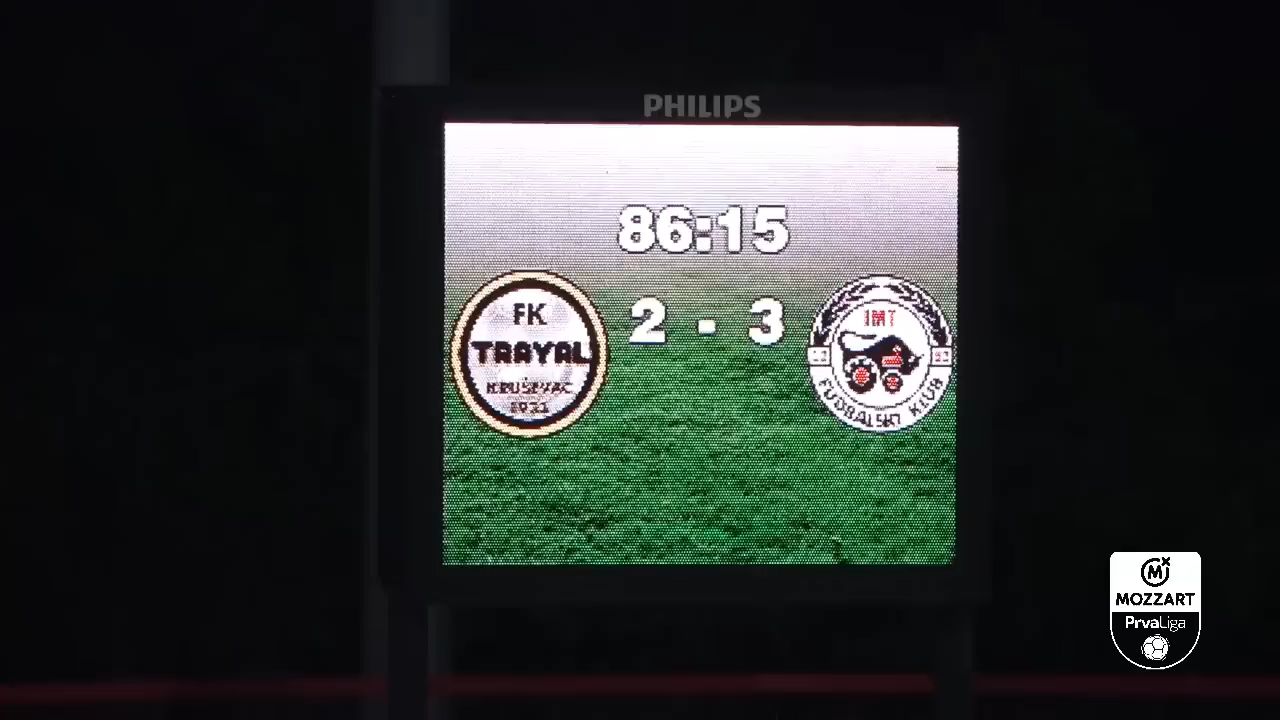 PHILIPS
86:15
2 - 3
FK
TRAYAL
KRUŠEVAC
IMT
FUDBALSKI KLUB
MOZZART
PrvaLiga